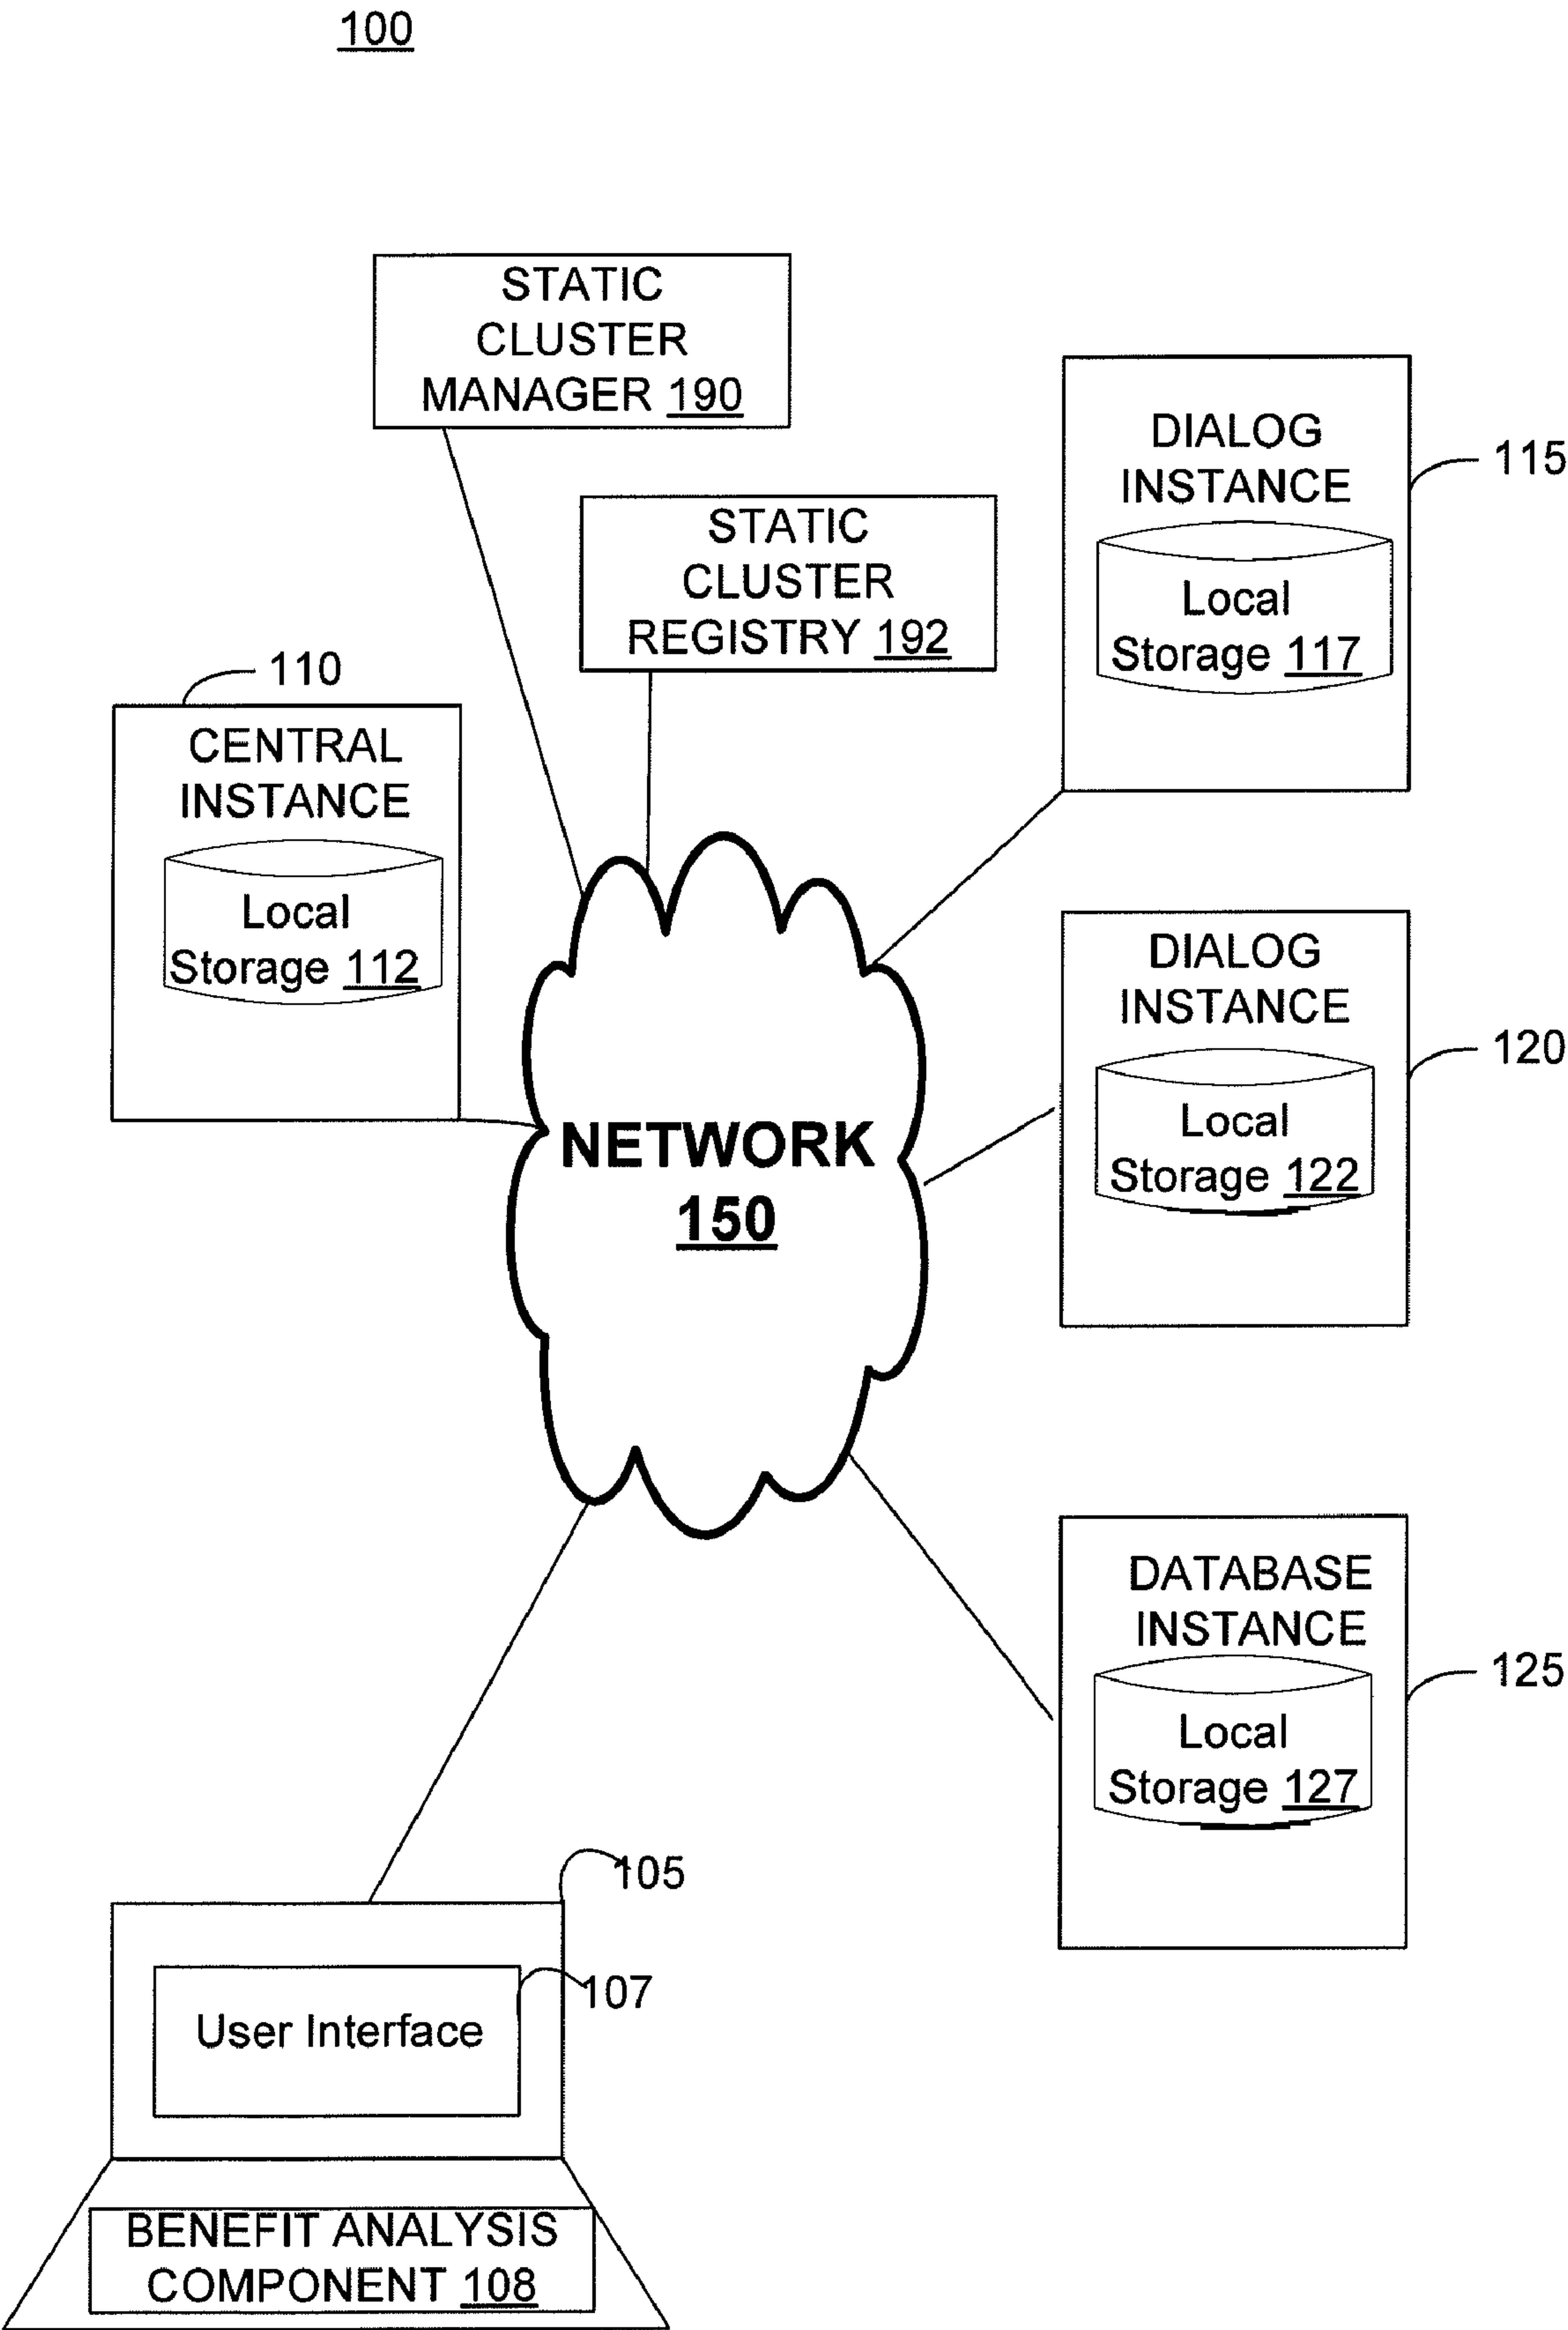 100
STATIC
CLUSTER
MANAGER 190
STATIC
CLUSTER
REGISTRY 192
DIALOG
INSTANCE
Local
Storage 117
115
110
CENTRAL
INSTANCE
Local
Storage 112
DIALOG
INSTANCE
Local
Storage 122
120
NETWORK
150
DATABASE
INSTANCE
Local
Storage 127
125
105
107
User Interface
BENEFIT ANALYSIS
COMPONENT 108